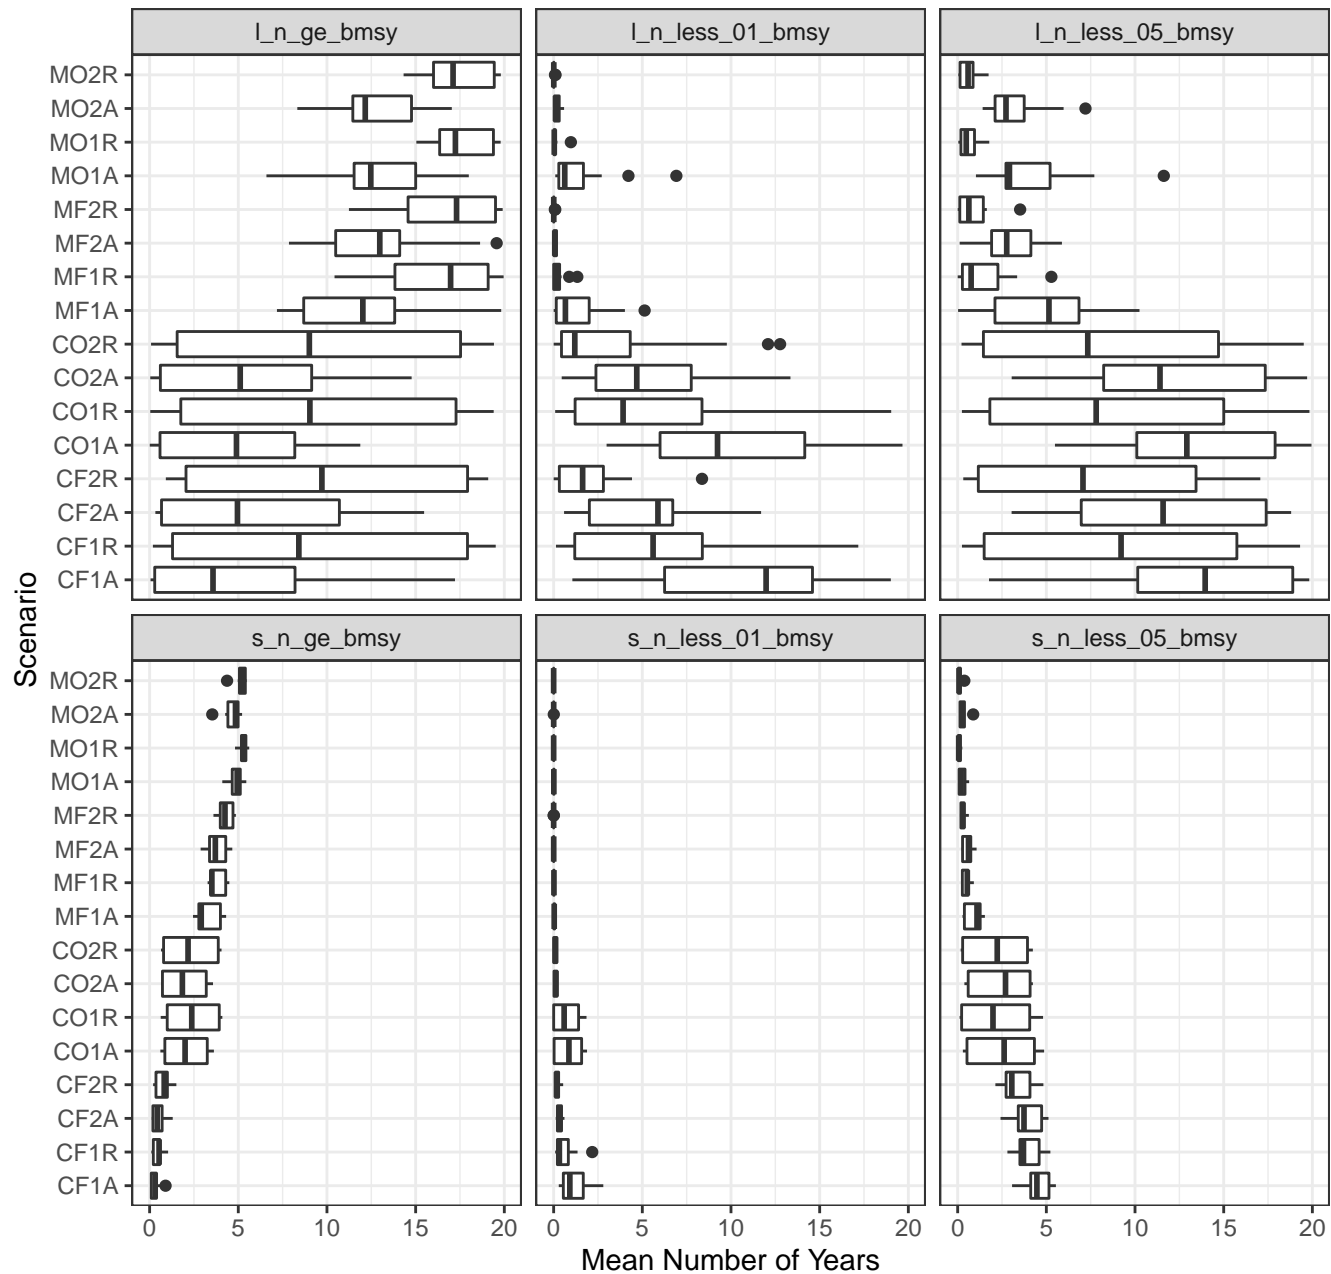 l_n_ge_bmsy l_n_less_01_bmsy l_n_less_05_bmsy
MO2R
MO2A
MO1R
MO1A
MF2R
MF2A
MF1R
MF1A
CO2R
CO2A
CO1R
CO1A
CF2R
CF2A
CF1R
CF1A
Scenario
s_n_ge_bmsy s_n_less_01_bmsy s_n_less_05_bmsy
MO2R
MO2A
MO1R
MO1A
MF2R
MF2A
MF1R
MF1A
CO2R
CO2A
CO1R
CO1A
CF2R
CF2A
CF1R
CF1A
0 5 10 15 20 0 5 10 15 20 0 5 10 15 20
Mean Number of Years